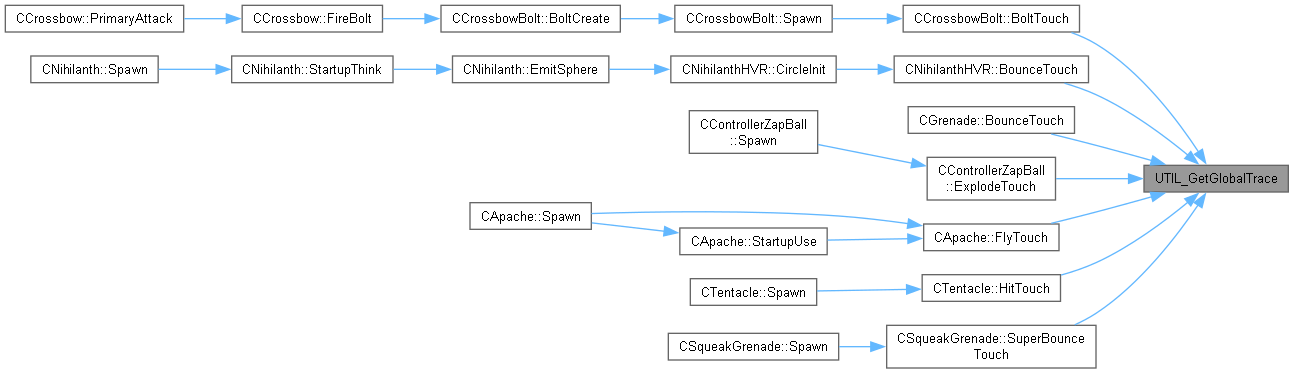 CCrossbow::PrimaryAttack
CCrossbow::FireBolt
CCrossbowBolt::BoltCreate
CCrossbowBolt::Spawn
CCrossbowBolt::BoltTouch
CNihilanth::Spawn
CNihilanth::StartupThink
CNihilanth::EmitSphere
CNihilanthHVR::CircleInit
CNihilanthHVR::BounceTouch
CGrenade::BounceTouch
CControllerZapBall
::Spawn
CControllerZapBall
::ExplodeTouch
UTIL_GetGlobalTrace
CApache::Spawn
CApache::StartupUse
CApache::FlyTouch
CTentacle::Spawn
CTentacle::HitTouch
CSqueakGrenade::Spawn
CSqueakGrenade::SuperBounce
Touch